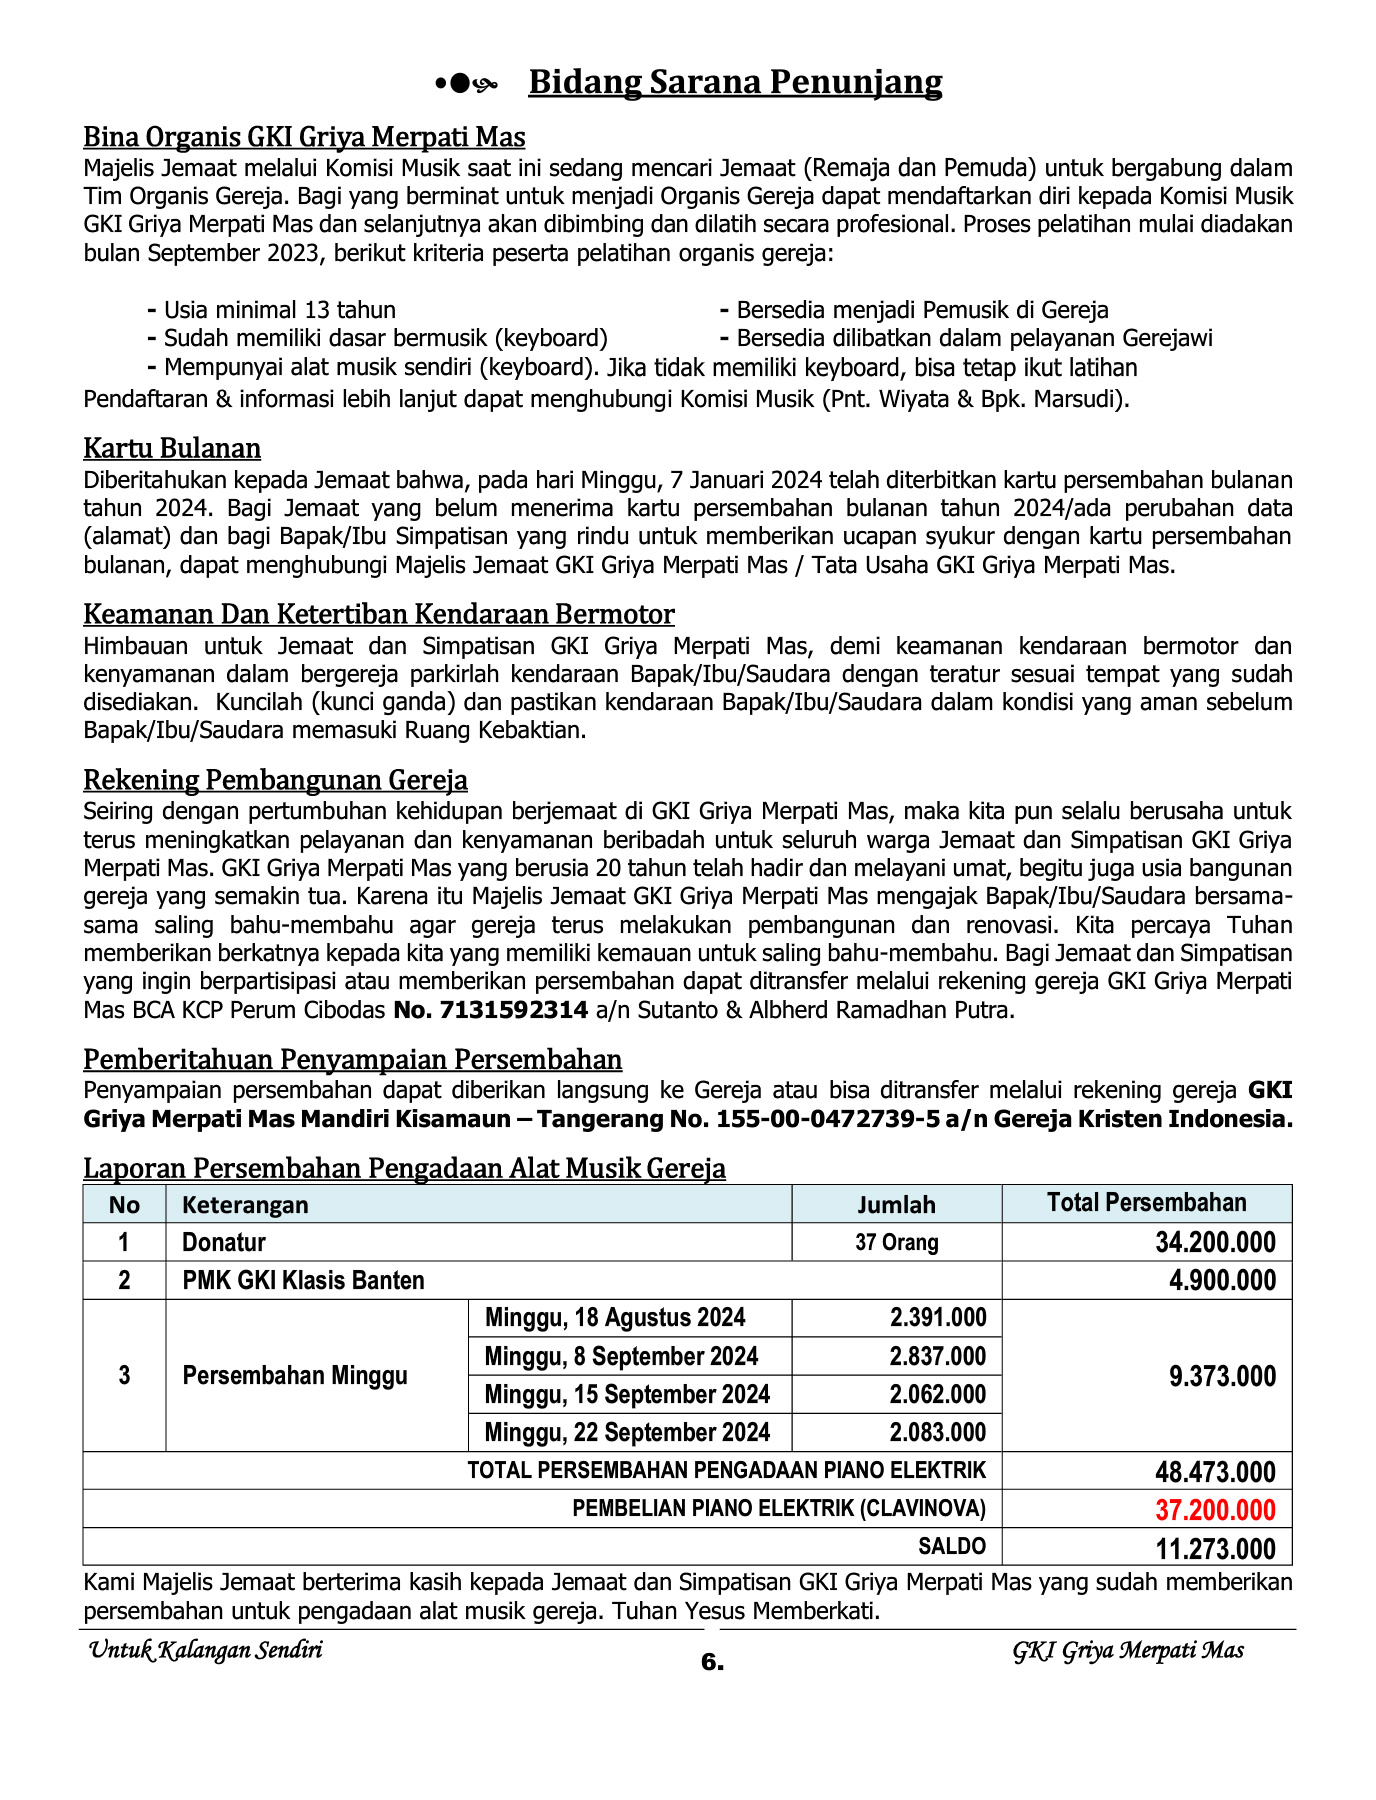 Bidang Sarana Penunjang
Bina Organis GKI Griya Merpati Mas
Majelis Jemaat melalui Komisi Musik saat ini sedang mencari Jemaat (Remaja dan Pemuda) untuk bergabung dalam
Tim Organis Gereja. Bagi yang berminat untuk menjadi Organis Gereja dapat mendaftarkan diri kepada Komisi Musik
GKI Griya Merpati Mas dan selanjutnya akan dibimbing dan dilatih secara profesional. Proses pelatihan mulai diadakan
bulan September 2023, berikut kriteria peserta pelatihan organis gereja:
- Usia minimal 13 tahun - Bersedia menjadi Pemusik di Gereja
- Sudah memiliki dasar bermusik (keyboard) - Bersedia dilibatkan dalam pelayanan Gerejawi
- Mempunyai alat musik sendiri (keyboard). Jika tidak memiliki keyboard, bisa tetap ikut latihan
Pendaftaran & informasi lebih lanjut dapat menghubungi Komisi Musik (Pnt. Wiyata & Bpk. Marsudi).
Kartu Bulanan
Diberitahukan kepada Jemaat bahwa, pada hari Minggu, 7 Januari 2024 telah diterbitkan kartu persembahan bulanan
tahun 2024. Bagi Jemaat yang belum menerima kartu persembahan bulanan tahun 2024/ada perubahan data
(alamat) dan bagi Bapak/Ibu Simpatisan yang rindu untuk memberikan ucapan syukur dengan kartu persembahan
bulanan, dapat menghubungi Majelis Jemaat GKI Griya Merpati Mas / Tata Usaha GKI Griya Merpati Mas.
Keamanan Dan Ketertiban Kendaraan Bermotor
Himbauan untuk Jemaat dan Simpatisan GKI Griya Merpati Mas, demi keamanan kendaraan bermotor dan
kenyamanan dalam bergereja parkirlah kendaraan Bapak/Ibu/Saudara dengan teratur sesuai tempat yang sudah
disediakan. Kuncilah (kunci ganda) dan pastikan kendaraan Bapak/Ibu/Saudara dalam kondisi yang aman sebelum
Bapak/Ibu/Saudara memasuki Ruang Kebaktian.
Rekening Pembangunan Gereja
Seiring dengan pertumbuhan kehidupan berjemaat di GKI Griya Merpati Mas, maka kita pun selalu berusaha untuk
terus meningkatkan pelayanan dan kenyamanan beribadah untuk seluruh warga Jemaat dan Simpatisan GKI Griya
Merpati Mas. GKI Griya Merpati Mas yang berusia 20 tahun telah hadir dan melayani umat, begitu juga usia bangunan
gereja yang semakin tua. Karena itu Majelis Jemaat GKI Griya Merpati Mas mengajak Bapak/Ibu/Saudara bersama-
sama saling bahu-membahu agar gereja terus melakukan pembangunan dan renovasi. Kita percaya Tuhan
memberikan berkatnya kepada kita yang memiliki kemauan untuk saling bahu-membahu. Bagi Jemaat dan Simpatisan
yang ingin berpartisipasi atau memberikan persembahan dapat ditransfer melalui rekening gereja GKI Griya Merpati
Mas BCA KCP Perum Cibodas No. 7131592314 a/n Sutanto & Albherd Ramadhan Putra.
Pemberitahuan Penyampaian Persembahan
Penyampaian persembahan dapat diberikan langsung ke Gereja atau bisa ditransfer melalui rekening gereja GKI
Griya Merpati Mas Mandiri Kisamaun – Tangerang No. 155-00-0472739-5 a/n Gereja Kristen Indonesia.
Laporan Persembahan Pengadaan Alat Musik Gereja
No Keterangan Jumlah Total Persembahan
1 Donatur 37 Orang 34.200.000
2 PMK GKI Klasis Banten 4.900.000
3 Persembahan Minggu Minggu, 18 Agustus 2024 2.391.000 9.373.000
Minggu, 8 September 2024 2.837.000
Minggu, 15 September 2024 2.062.000
Minggu, 22 September 2024 2.083.000
TOTAL PERSEMBAHAN PENGADAAN PIANO ELEKTRIK 48.473.000
PEMBELIAN PIANO ELEKTRIK (CLAVINOVA) 37.200.000
SALDO 11.273.000
Kami Majelis Jemaat berterima kasih kepada Jemaat dan Simpatisan GKI Griya Merpati Mas yang sudah memberikan
persembahan untuk pengadaan alat musik gereja. Tuhan Yesus Memberkati.
Untuk Kalangan Sendiri 6. GKI Griya Merpati Mas